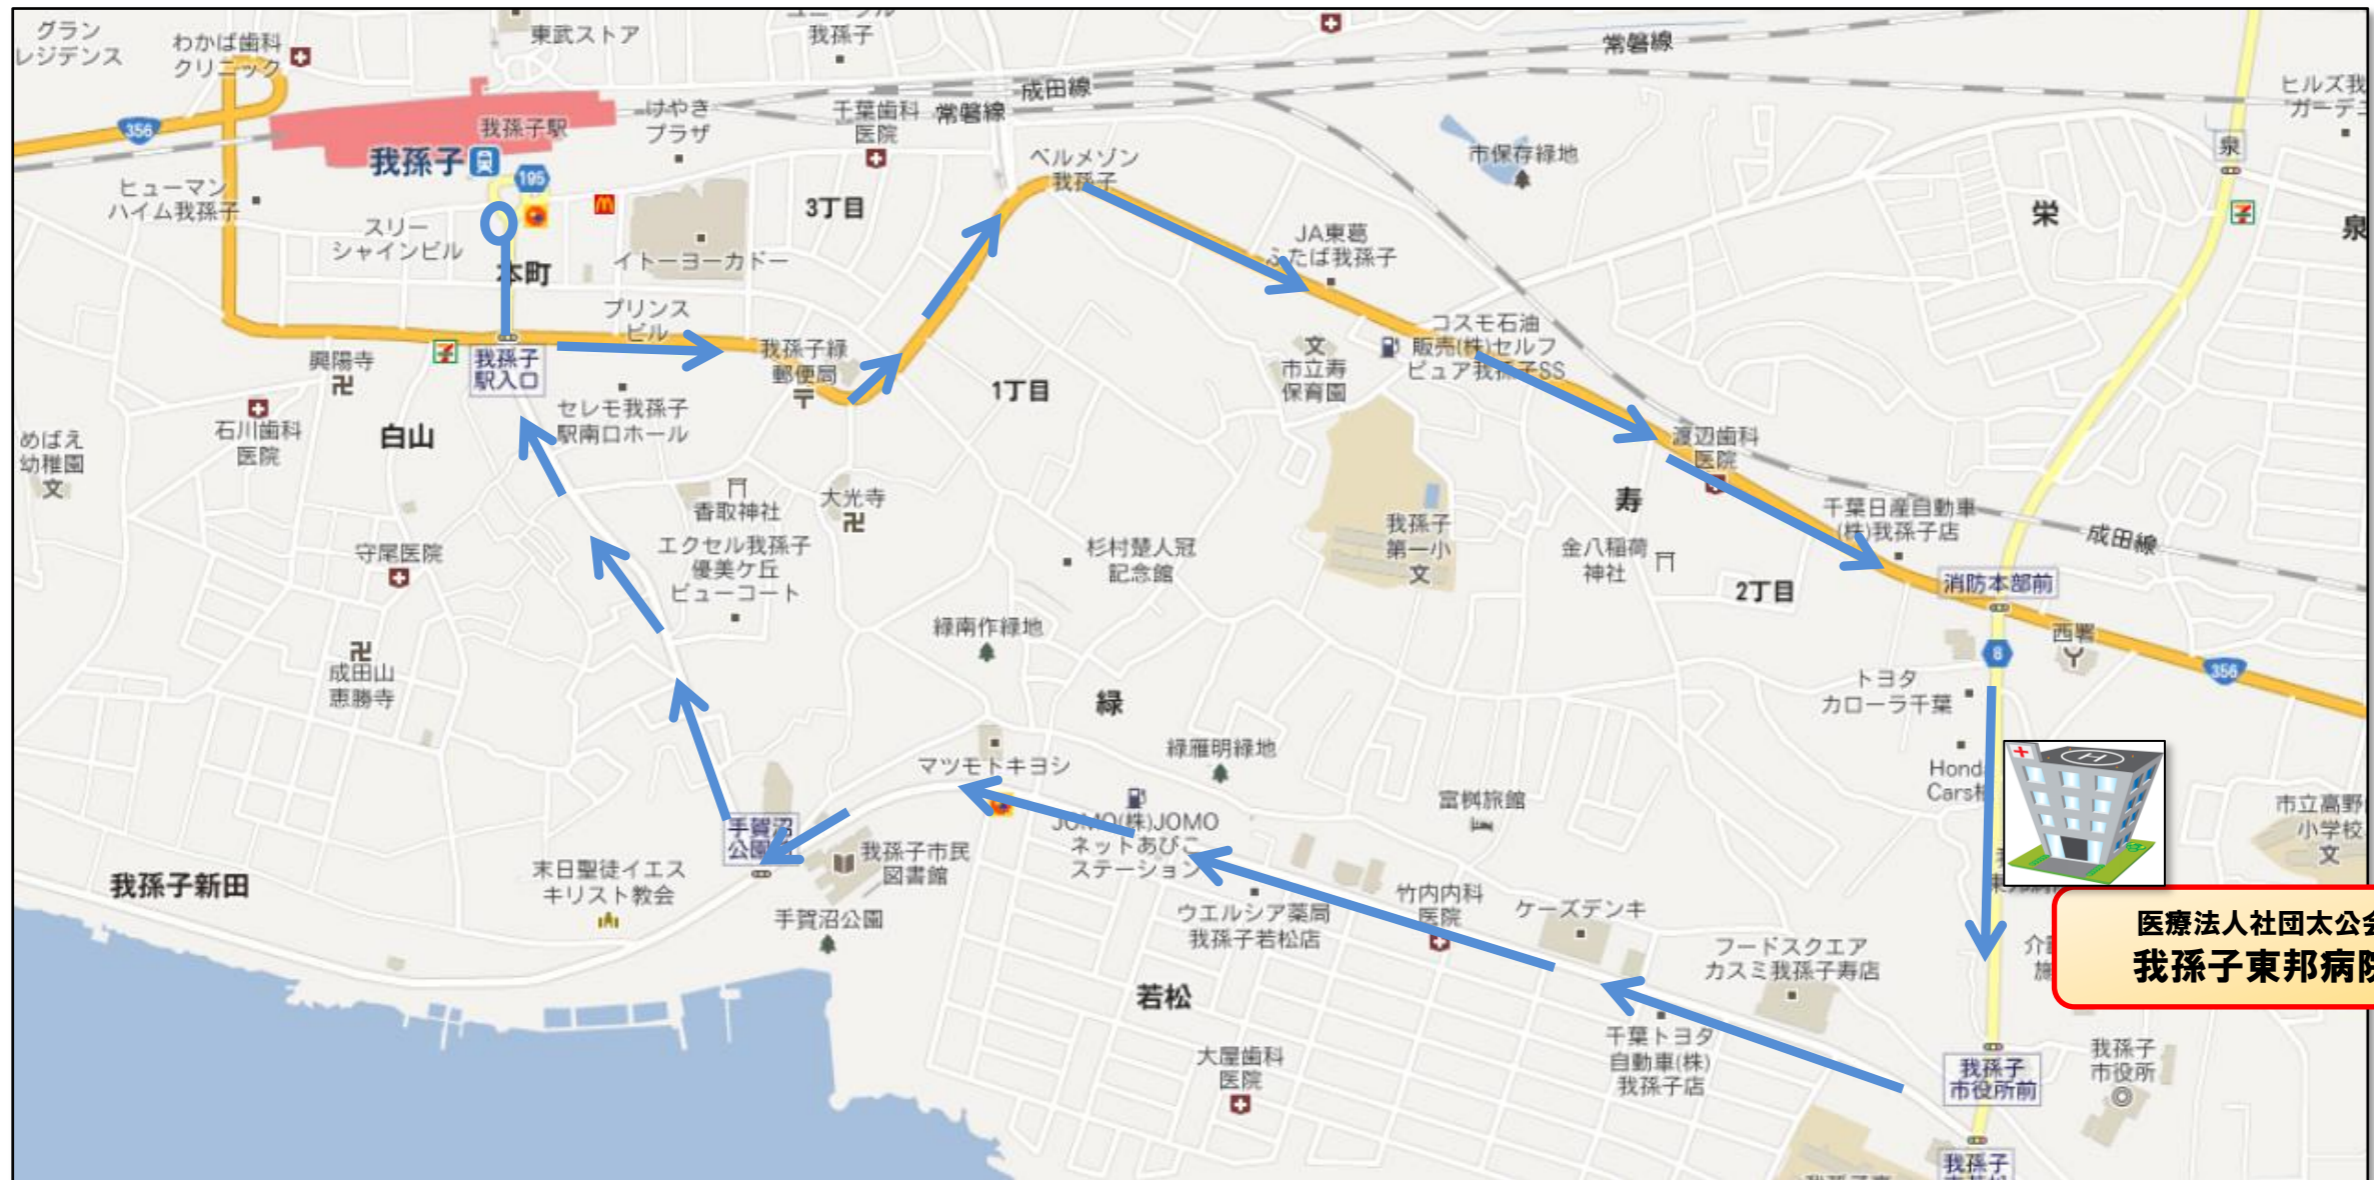 グラン
レジデンス
わかば歯科
クリニック
東武ストア
我孫子
常磐線
ヒルズ我
ガーデ
356
我孫子駅
けやき
プラザ
千葉歯科
医院
常磐線
成田線
我孫子
195
ベルメゾン
我孫子
市保存緑地
泉
ヒューマン
ハイム我孫子
スリー
シャインビル
3丁目
栄
泉
本町
イトーヨーカドー
JA東葛
ふたば我孫子
プリンス
ビル
コスモ石油
販売(株)セルフ
ピュア我孫子SS
興陽寺
我孫子
駅入口
我孫子緑
郵便局
1丁目
文
市立寿
保育園
セレモ我孫子
駅南口ホール
石川歯科
医院
白山
めばえ
幼稚園
文
渡辺歯科
医院
香取神社
大光寺
寿
千葉日産自動車
(株)我孫子店
我孫子
第一小
文
成田線
守尾医院
エクセル我孫子
優美ケ丘
ビューコート
杉村楚人冠
記念館
金八稲荷
神社
2丁目
消防本部前
緑南作緑地
西署
8
356
成田山
恵勝寺
緑
トヨタ
カローラ千葉
マツモトキヨシ
緑雁明緑地
Hond
Cars
H
富桝旅館
市立高野
小学校
文
手賀沼
公園
JOMO(株)JOMO
ネットあびこ
ステーション
我孫子新田
末日聖徒イエス
キリスト教会
我孫子市民
図書館
手賀沼公園
ウエルシア薬局
我孫子若松店
竹内内科
医院
ケーズデンキ
フードスクエア
カスミ我孫子寿店
医療法人社団太公会
我孫子東邦病院
若松
千葉トヨタ
自動車(株)
我孫子店
大屋歯科
医院
我孫子
市役所前
我孫子
市役所
我孫子